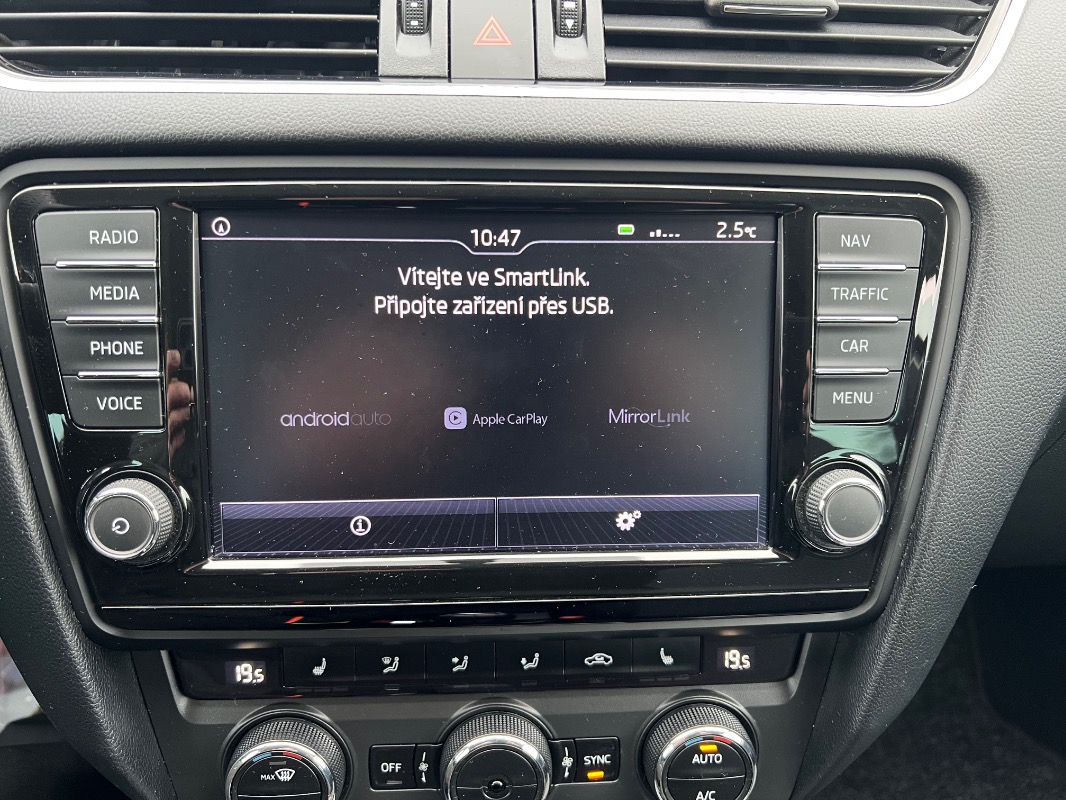 10:47
2.5°C
Vítejte ve SmartLink.
Připojte zařízení přes USB.
androidauto
Apple CarPlay
MirrorLink
RADIO
MEDIA
PHONE
VOICE
NAV
TRAFFIC
CAR
MENU
19.5
19.5
MAX
OFF
SYNC
AUTO
A/C